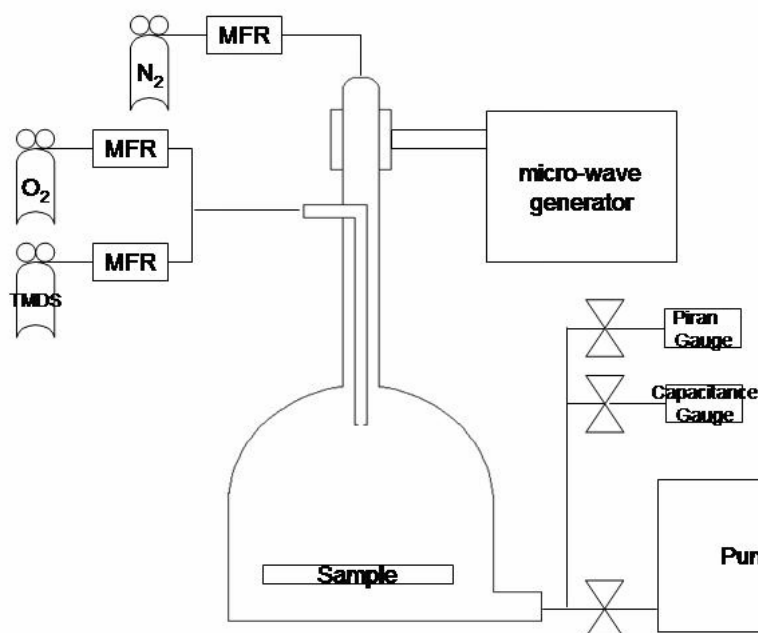 MFR
N2
MFR
O2
MFR
TMDS
micro-wave
generator
Piran
Gauge
Capacitance
Gauge
Sample